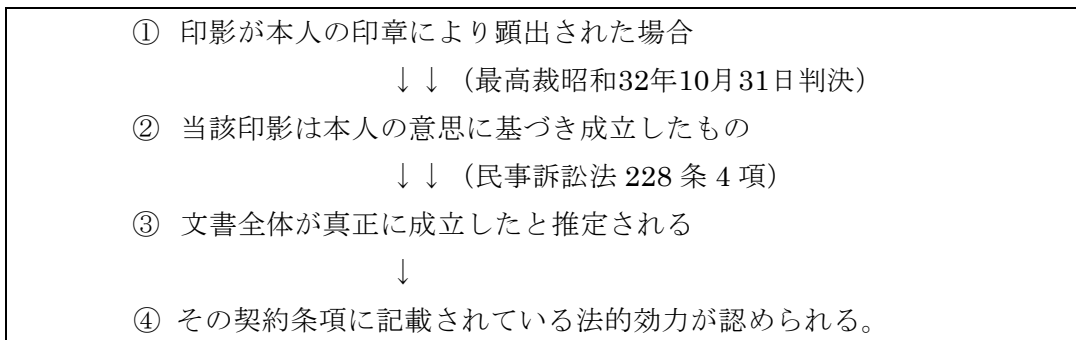 ① 印影が本人の印章により顕出された場合
↓↓（最高裁昭和32年10月31日判決）
② 当該印影は本人の意思に基づき成立したもの
↓↓（民事訴訟法 228 条 4 項）
③ 文書全体が真正に成立したと推定される
↓
④ その契約条項に記載されている法的効力が認められる。